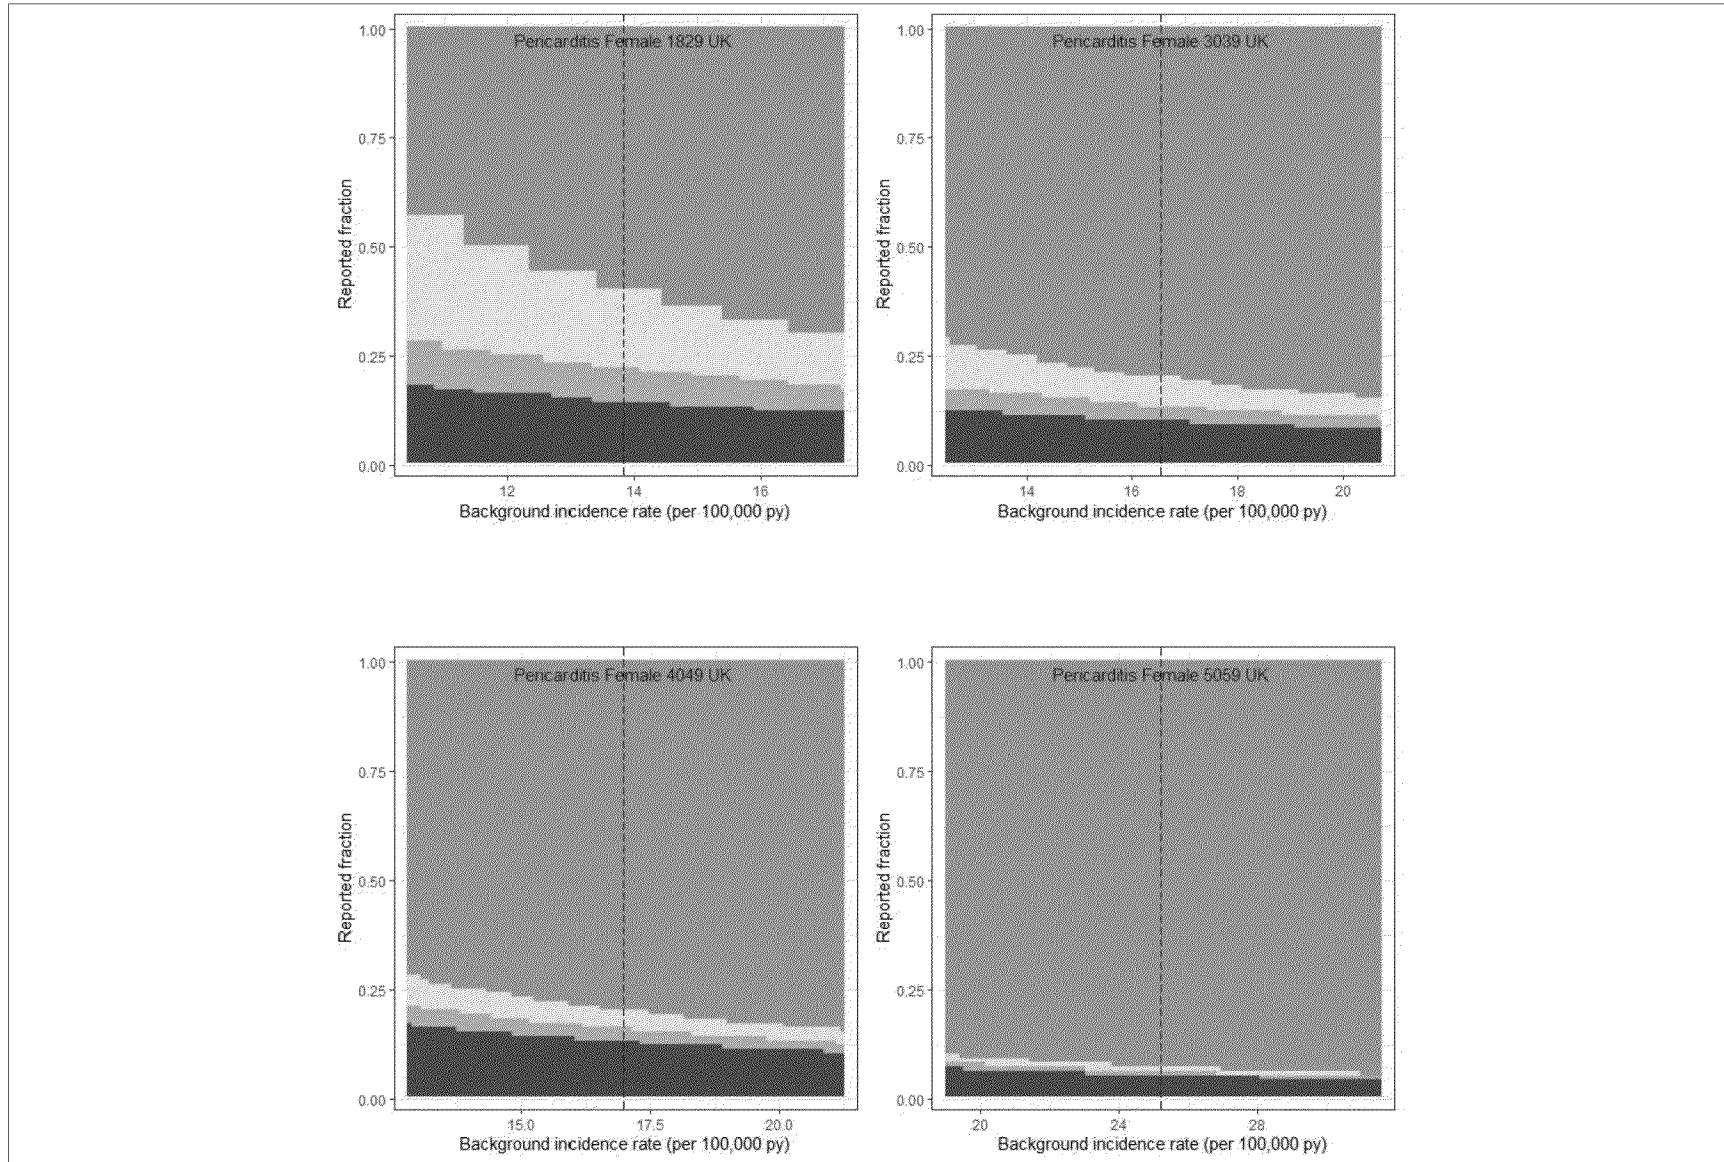 Pericarditis Female 1829 UK
1.00
0.75
0.50
0.25
0.00
Reported fraction
12 14 16
Background incidence rate (per 100,000 py)
Pericarditis Female 3039 UK
1.00
0.75
0.50
0.25
0.00
Reported fraction
14 16 18 20
Background incidence rate (per 100,000 py)
Pericarditis Female 4049 UK
1.00
0.75
0.50
0.25
0.00
Reported fraction
15.0 17.5 20.0
Background incidence rate (per 100,000 py)
Pericarditis Female 5059 UK
1.00
0.75
0.50
0.25
0.00
Reported fraction
20 24 28
Background incidence rate (per 100,000 py)